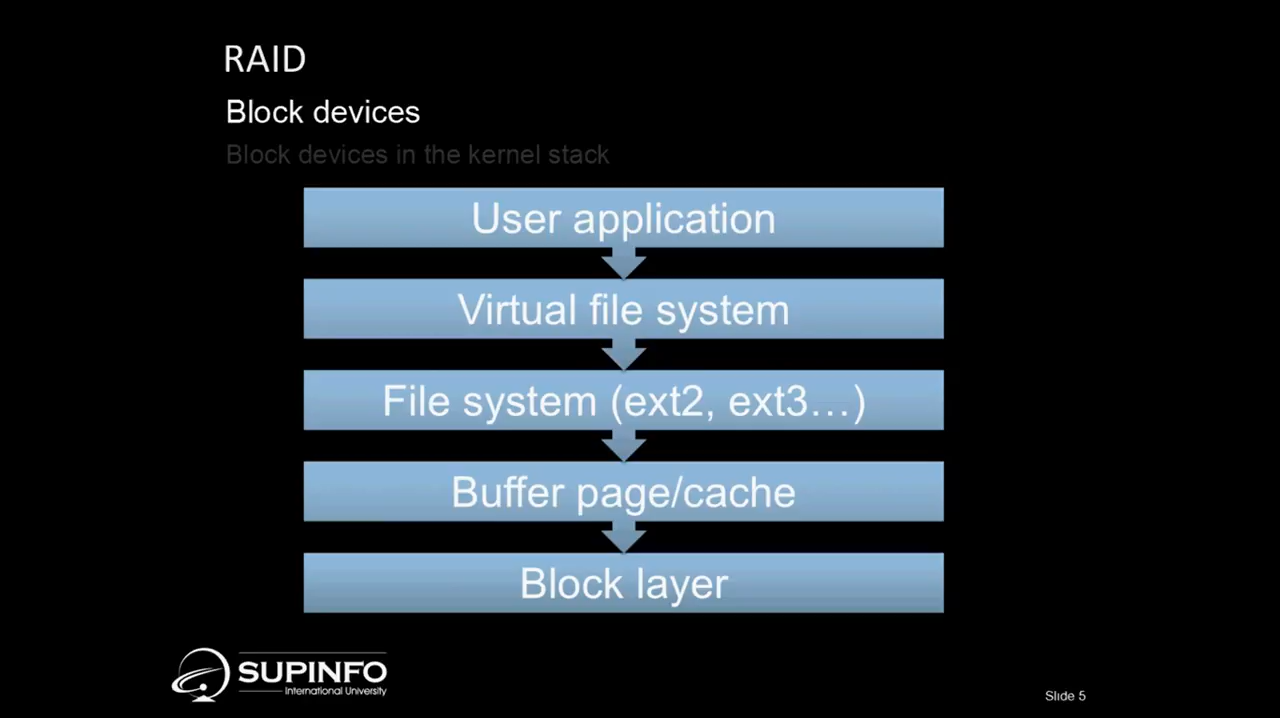 RAID
Block devices
Block devices in the kernel stack
User application
Virtual file system
File system (ext2, ext3…)
Buffer page/cache
Block layer
SUPINFO
International University
Slide 5